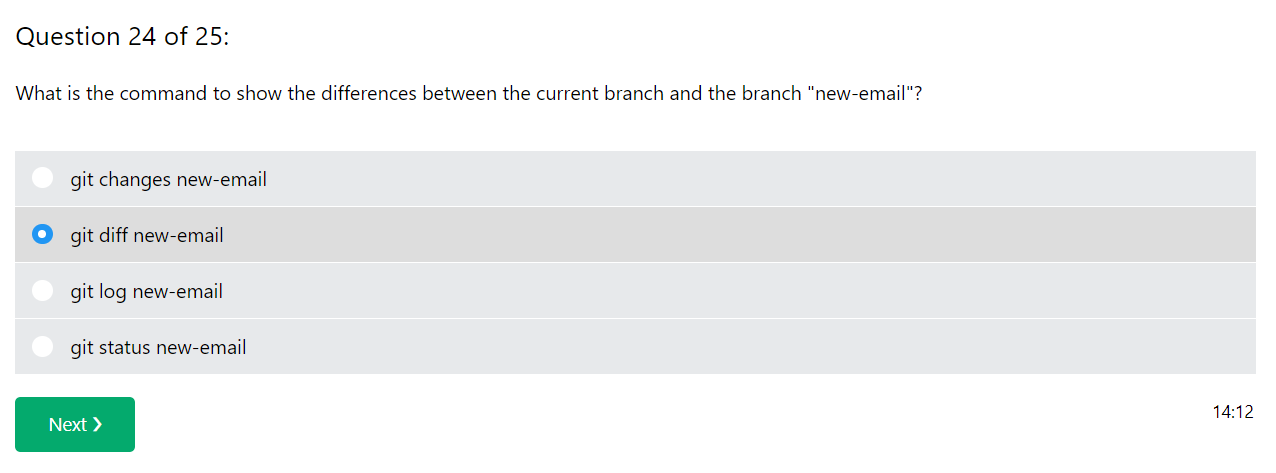 Question 24 of 25:
What is the command to show the differences between the current branch and the branch "new-email"?
git changes new-email
git diff new-email
git log new-email
git status new-email
Next ❯
14:12